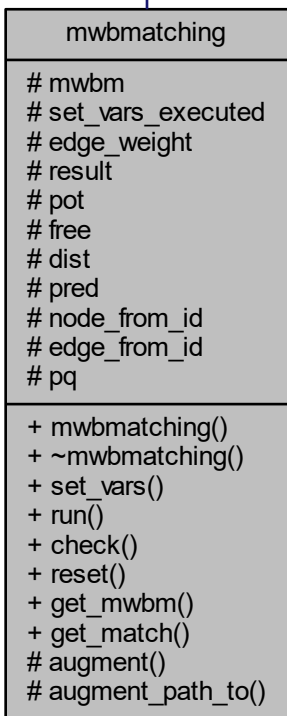 mwbmatching
# mwbm
# set_vars_executed
# edge_weight
# result
# pot
# free
# dist
# pred
# node_from_id
# edge_from_id
# pq
+ mwbmatching()
+ ~mwbmatching()
+ set_vars()
+ run()
+ check()
+ reset()
+ get_mwbm()
+ get_match()
# augment()
# augment_path_to()